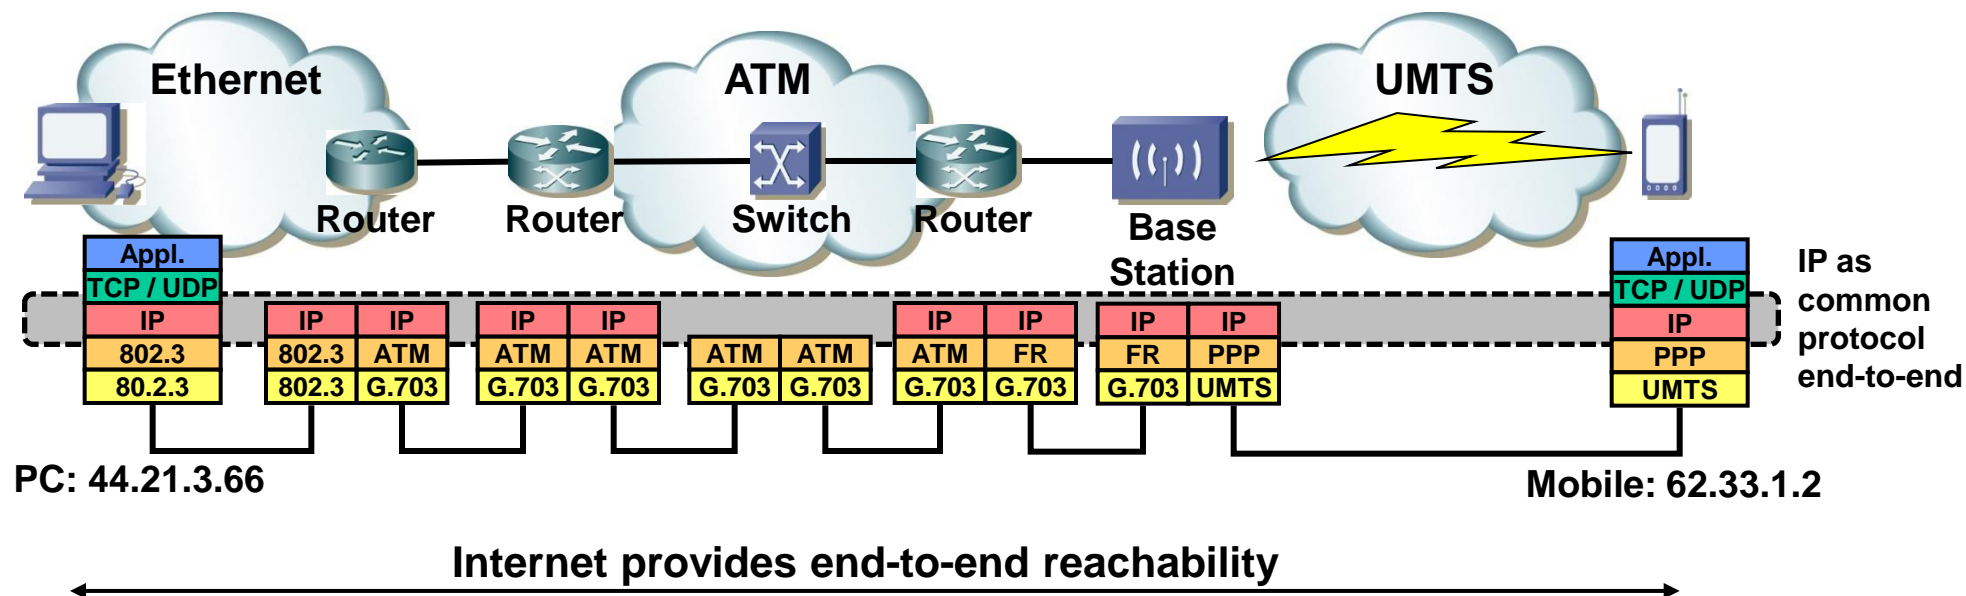 Ethernet
ATM
UMTS
Router
Router
Switch
Router
Base
Station
Appl.
TCP / UDP
IP
802.3
80.2.3
IP IP
802.3 ATM
802.3 G.703
IP IP
ATM ATM
G.703 G.703
ATM ATM
G.703 G.703
IP IP
ATM FR
G.703 G.703
IP IP
FR PPP
G.703 UMTS
Appl.
TCP / UDP
IP
PPP
UMTS
IP as
common
protocol
end-to-end
PC: 44.21.3.66
Mobile: 62.33.1.2
Internet provides end-to-end reachability